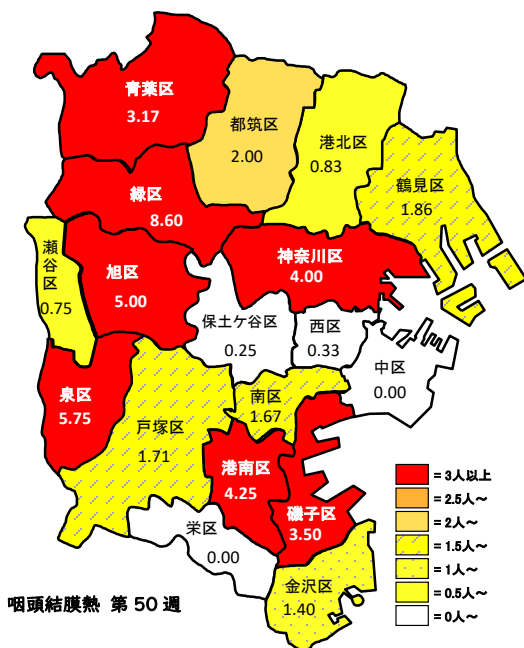 青葉区
3.17
都筑区
2.00
港北区
0.83
鶴見区
1.86
緑区
8.60
瀬谷区
0.75
旭区
5.00
神奈川区
4.00
保土ケ谷区
0.25
西区
0.33
中区
0.00
泉区
5.75
戸塚区
1.71
南区
1.67
港南区
4.25
磯子区
3.50
栄区
0.00
金沢区
1.40
= 3人以上
= 2.5人～
= 2人～
= 1.5人～
= 1人～
= 0.5人～
= 0人～
咽頭結膜熱 第 50 週